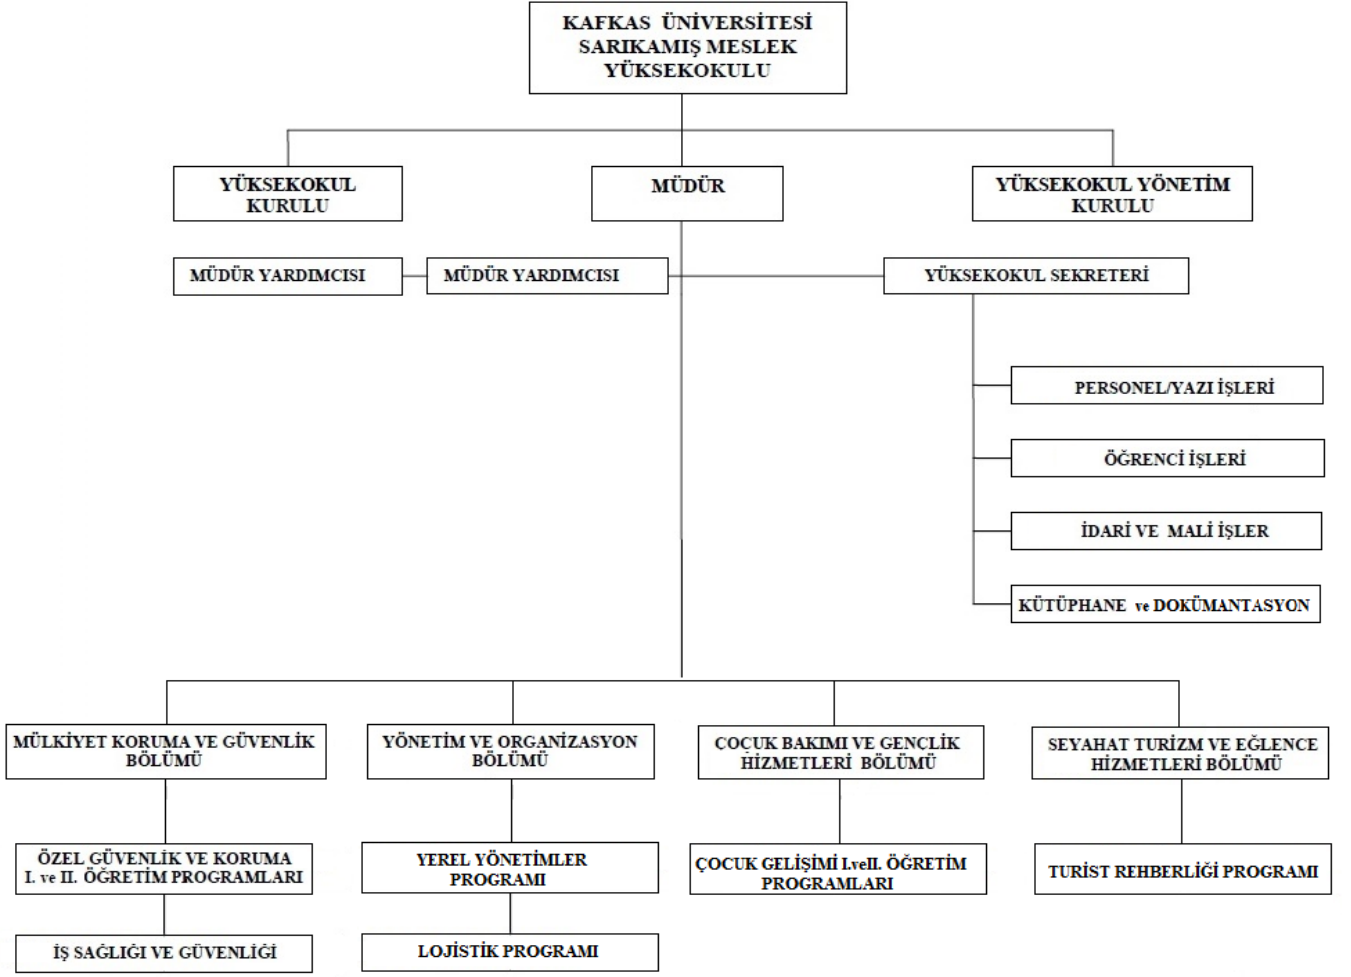 KAFKAS ÜNİVERSİTESİ
SARIKAMIŞ MESLEK
YÜKSEKOKULU
YÜKSEKOKUL
KURULU
MÜDÜR
YÜKSEKOKUL YÖNETİM
KURULU
MÜDÜR YARDIMCISI
MÜDÜR YARDIMCISI
YÜKSEKOKUL SEKRETERİ
PERSONEL/YAZI İŞLERİ
ÖĞRENCİ İŞLERİ
İDARİ VE MALİ İŞLER
KÜTÜPHANE ve DOKÜMANTASYON
MÜLKİYET KORUMA VE GÜVENLİK
BÖLÜMÜ
YÖNETİM VE ORGANİZASYON
BÖLÜMÜ
ÇOÇUK BAKIMI VE GENÇLİK
HİZMETLERİ BÖLÜMÜ
SEYAHAT TURİZM VE EĞLENCE
HİZMETLERİ BÖLÜMÜ
ÖZEL GÜVENLİK VE KORUMA
I. ve II. ÖĞRETİM PROGRAMLARI
YEREL YÖNETİMLER
PROGRAMI
ÇOCUK GELİŞİMİ I.veII. ÖĞRETİM
PROGRAMLARI
TURİST REHBERLİĞİ PROGRAMI
İŞ SAĞLIĞI VE GÜVENLİĞİ
LOJİSTİK PROGRAMI